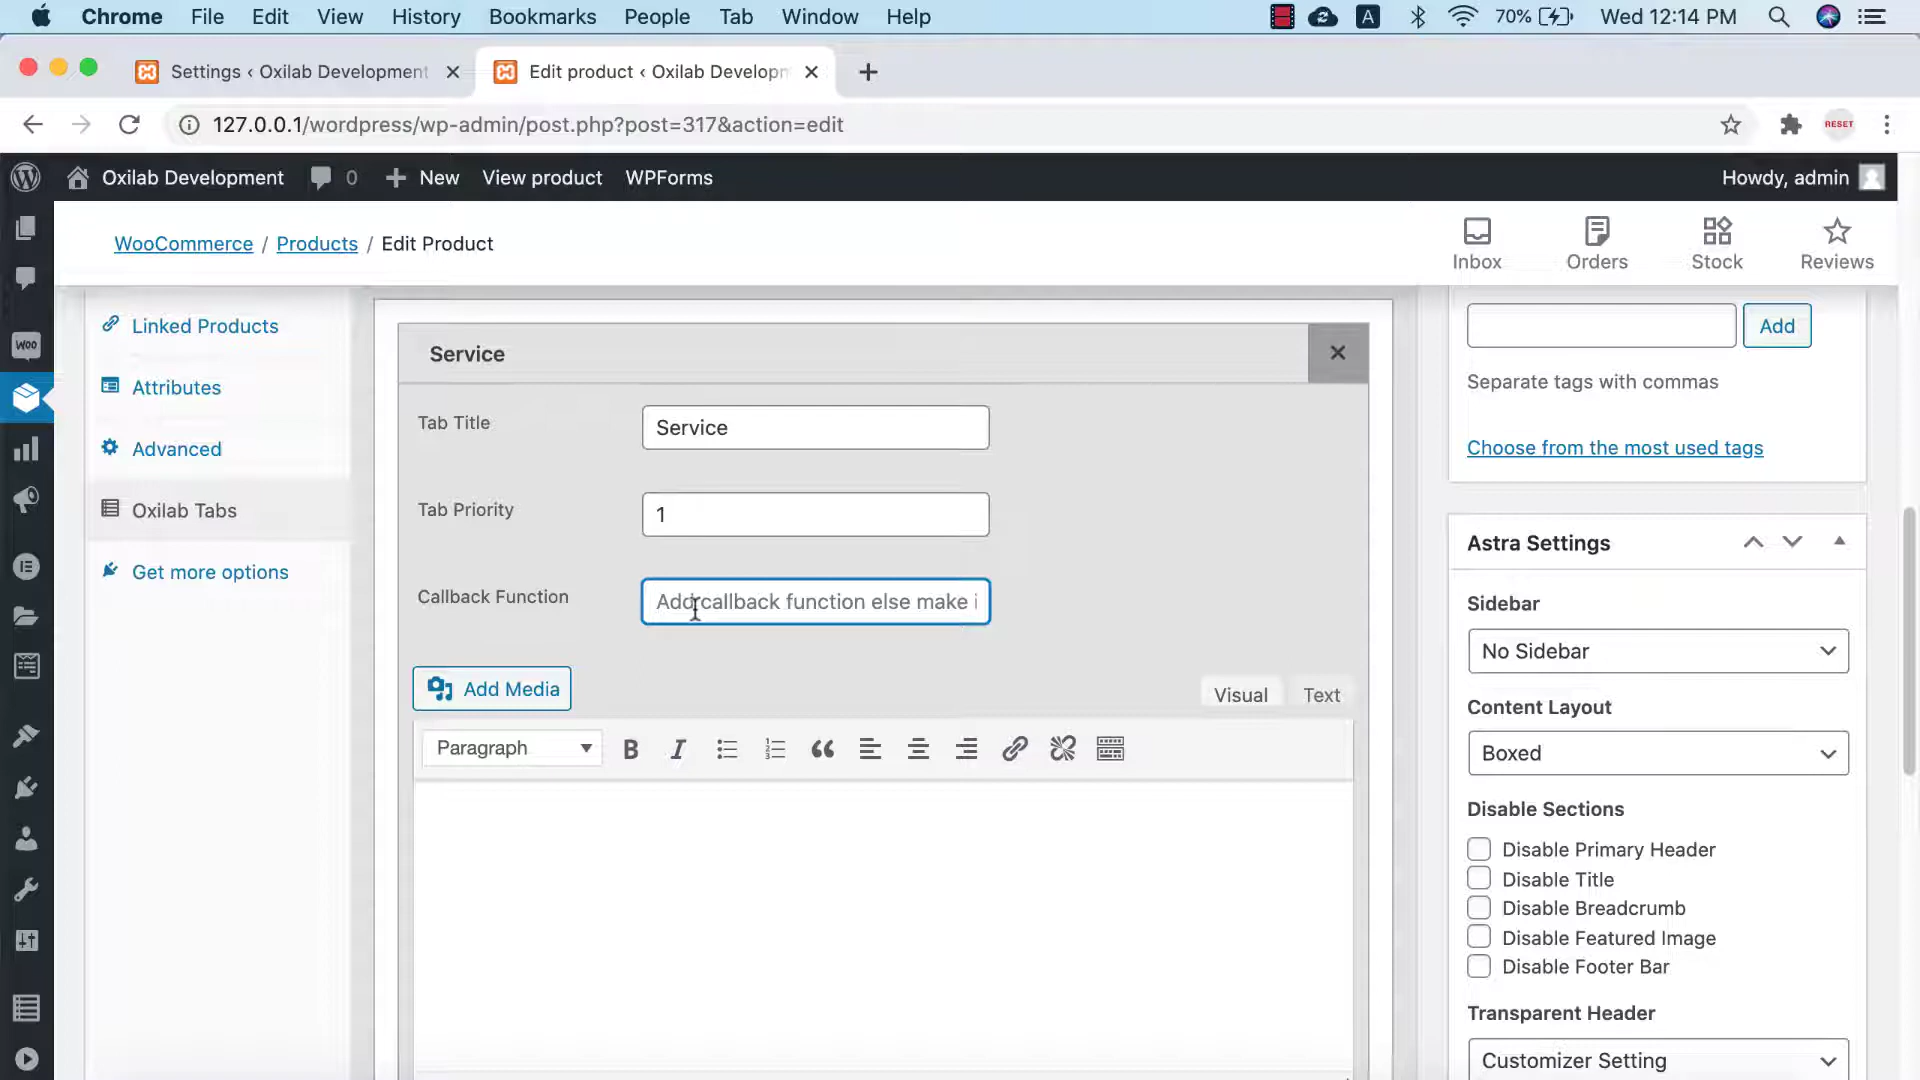 Chrome File Edit View History Bookmarks People Tab Window Help A 70% Wed 12:14 PM
Settings ‹ Oxilab Development Edit product ‹ Oxilab Developm
127.0.0.1/wordpress/wp-admin/post.php?post=317&action=edit RESET
Oxilab Development 0 New View product WPForms Howdy, admin
WooCommerce / Products / Edit Product Inbox Orders Stock Reviews
Woo
Linked Products
Attributes
Advanced
Oxilab Tabs
Get more options
Service
Tab Title Service
Tab Priority 1
Callback Function Add callback function else make i
Add Media Visual Text
Paragraph B I
Add
Separate tags with commas
Choose from the most used tags
Astra Settings
Sidebar
No Sidebar
Content Layout
Boxed
Disable Sections
Disable Primary Header
Disable Title
Disable Breadcrumb
Disable Featured Image
Disable Footer Bar
Transparent Header
Customizer Setting